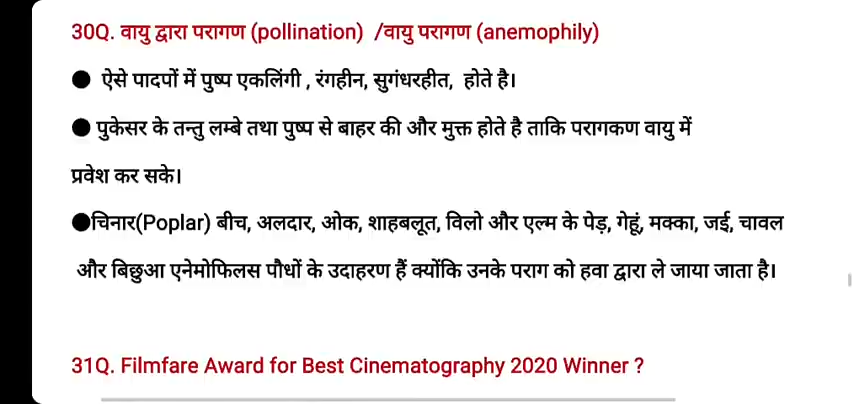 30Q. वायु द्वारा परागण (pollination) /वायु परागण (anemophily)
● ऐसे पादपों में पुष्प एकलिंगी , रंगहीन, सुगंधरहीत, होते है।
● पुकेसर के तन्तु लम्बे तथा पुष्प से बाहर की और मुक्त होते है ताकि परागकण वायु में
प्रवेश कर सके।
●चिनार(Poplar) बीच, अलदार, ओक, शाहबलूत, विलो और एल्म के पेड़, गेहूं, मक्का, जई, चावल
और बिछुआ एनेमोफिलस पौधों के उदाहरण हैं क्योंकि उनके पराग को हवा द्वारा ले जाया जाता है।
31Q. Filmfare Award for Best Cinematography 2020 Winner ?